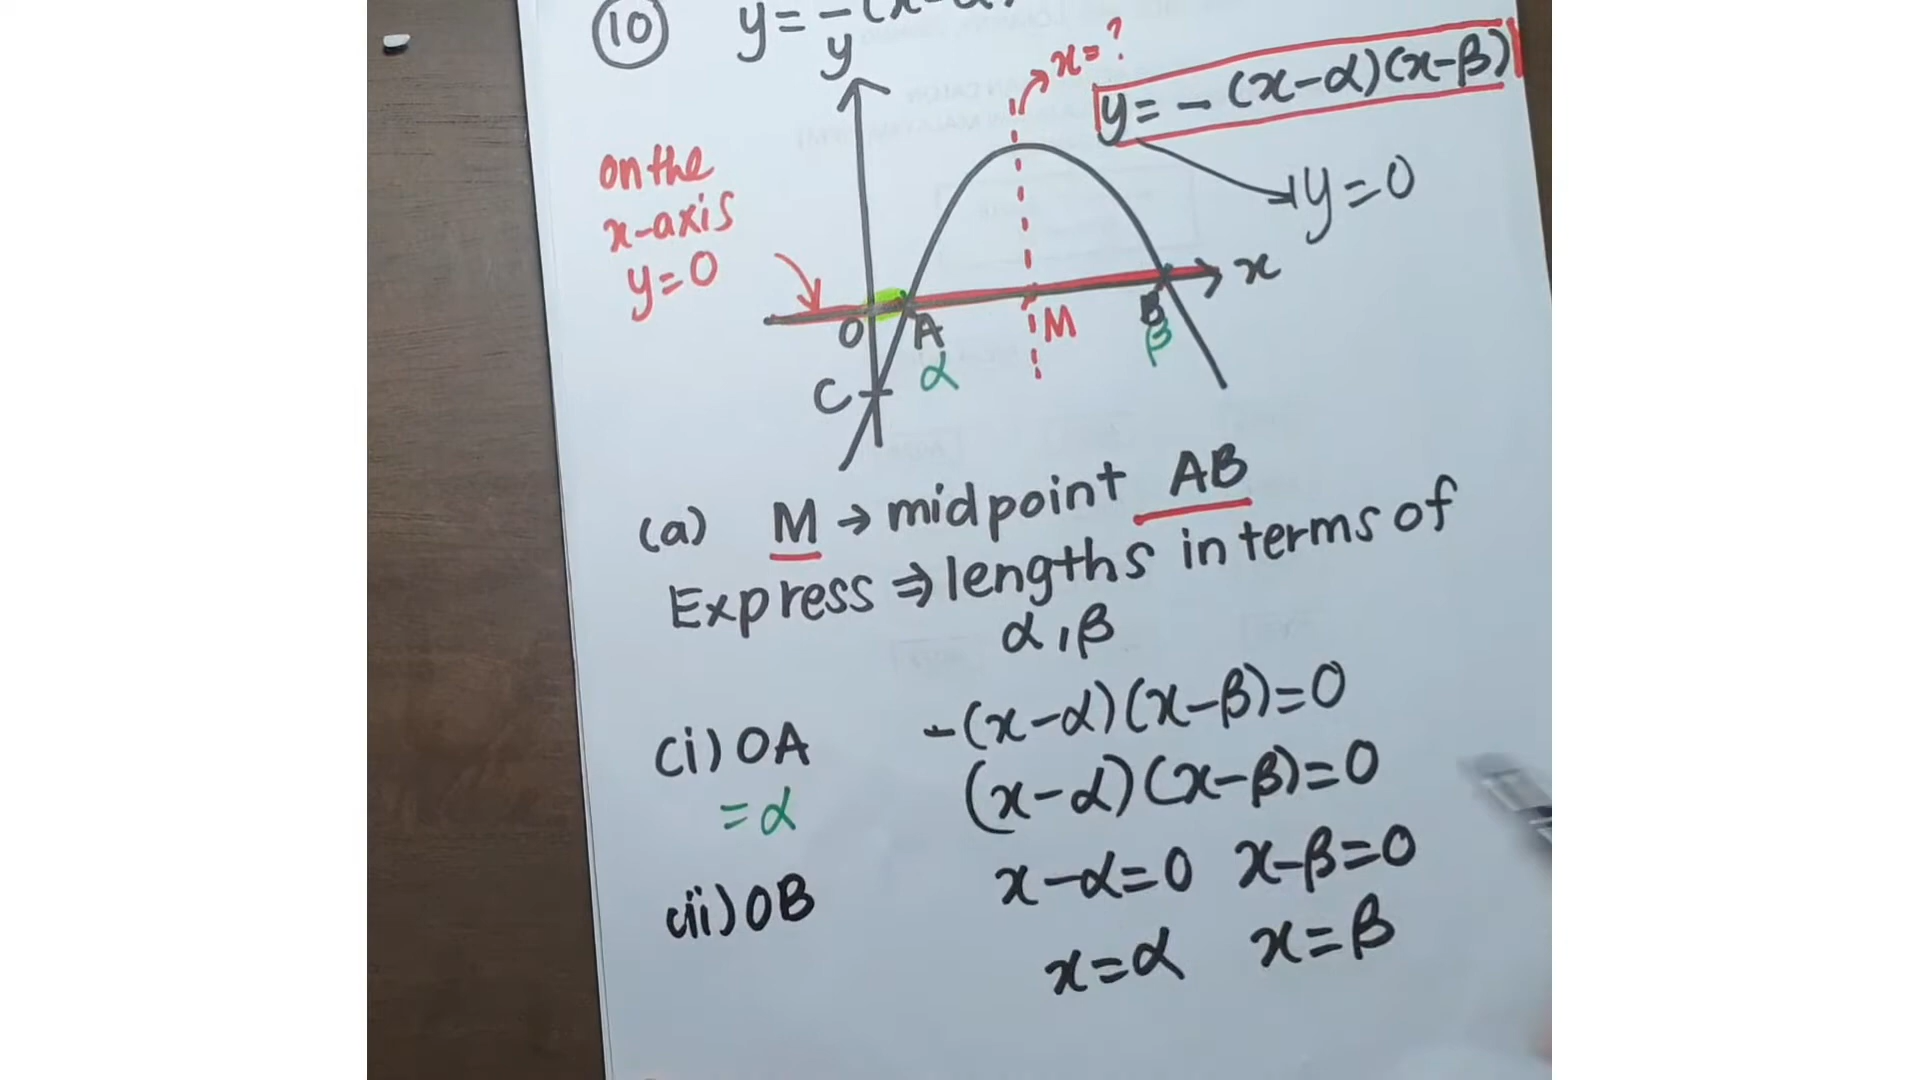 10 y = -(x-α)
y
x=?
y = -(x-α)(x-β)
on the
x-axis
y=0
y=0
x
O A M B
α β
C
(a) M → midpoint AB
Express ⇒ lengths in terms of
α, β
(i) OA -(x-α)(x-β)=0
=α (x-α)(x-β)=0
x-α=0 x-β=0
(ii) OB
x=α x=β